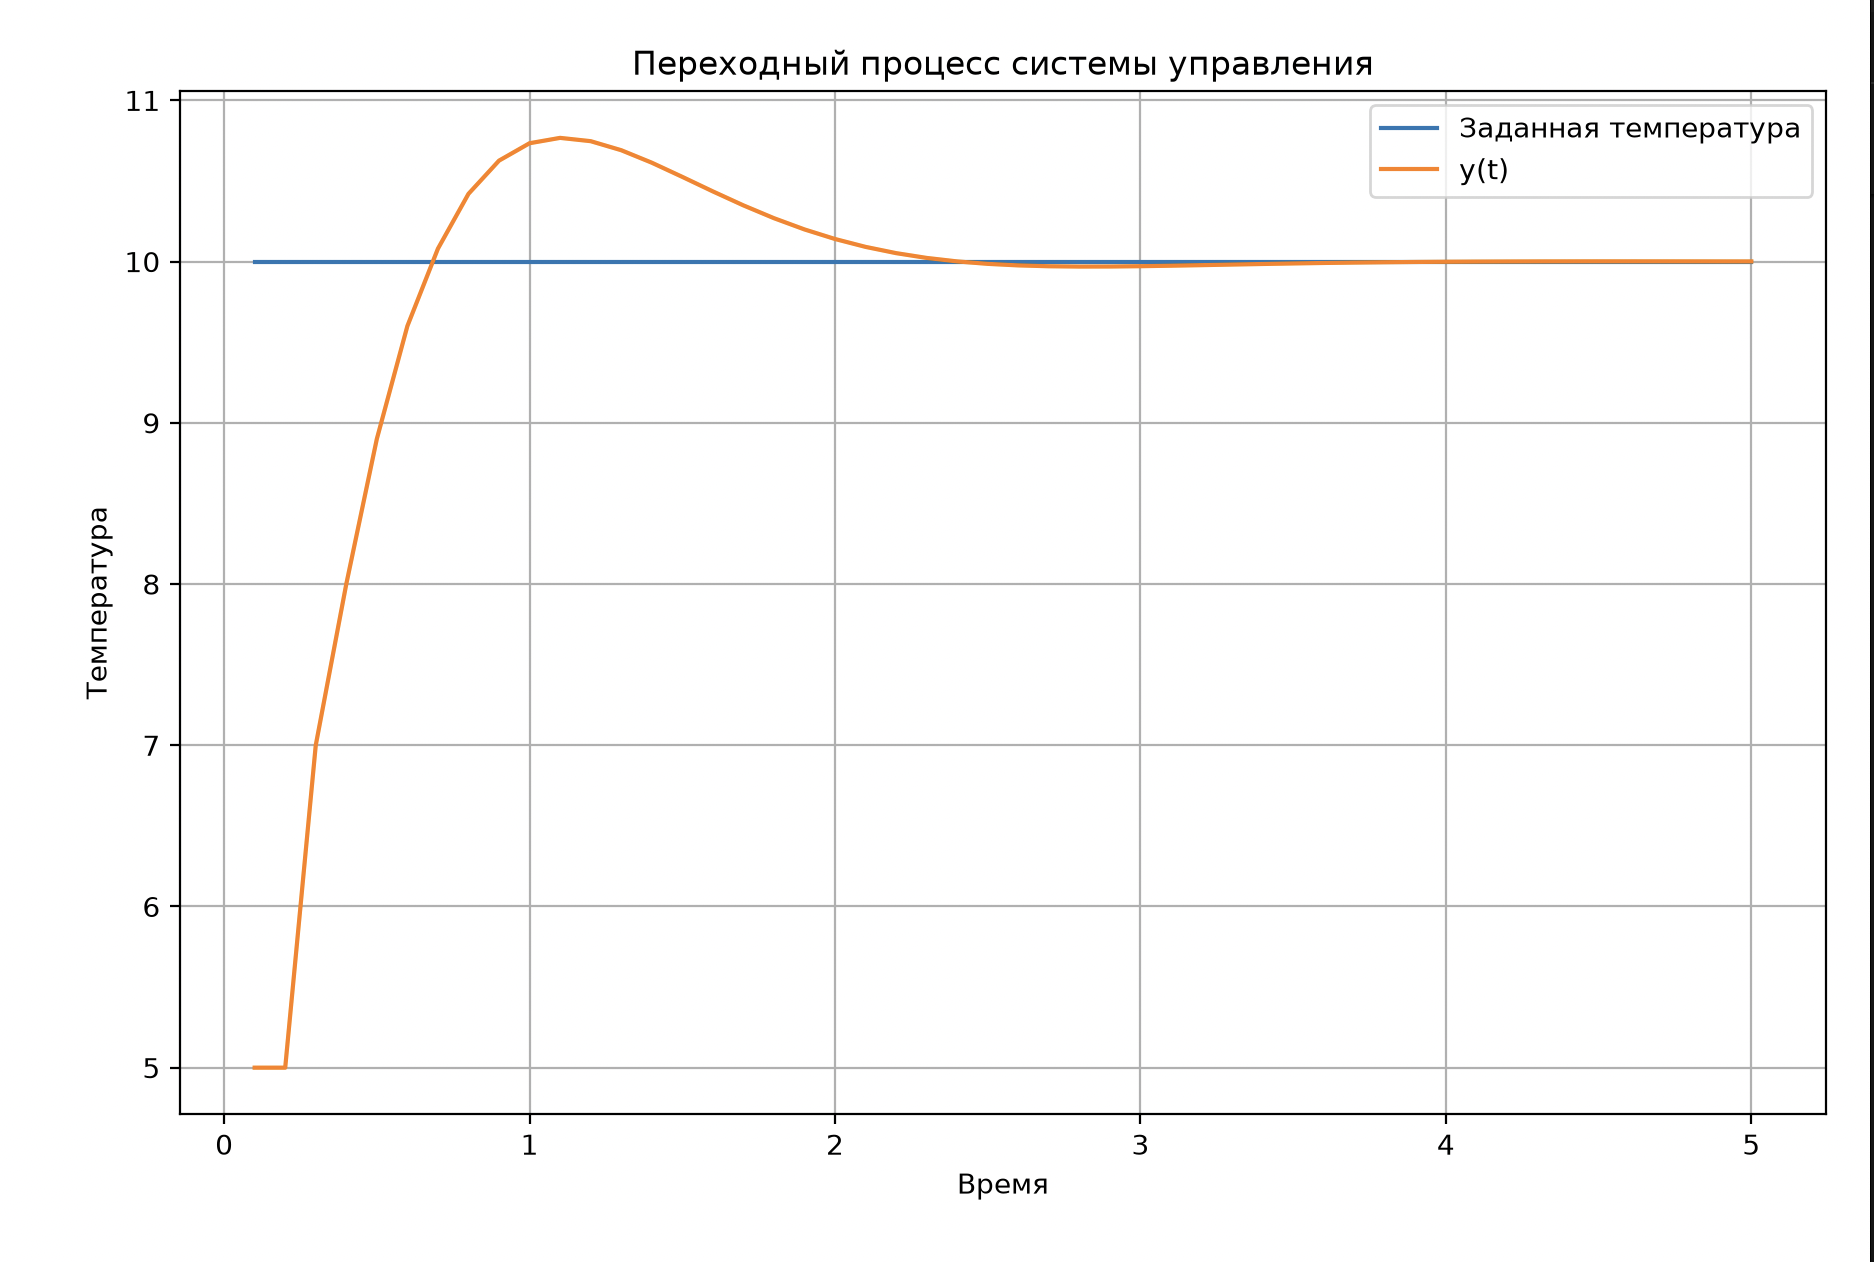 Переходный процесс системы управления
11
10
9
8
7
6
5
Температура
Заданная температура
y(t)
0 1 2 3 4 5
Время